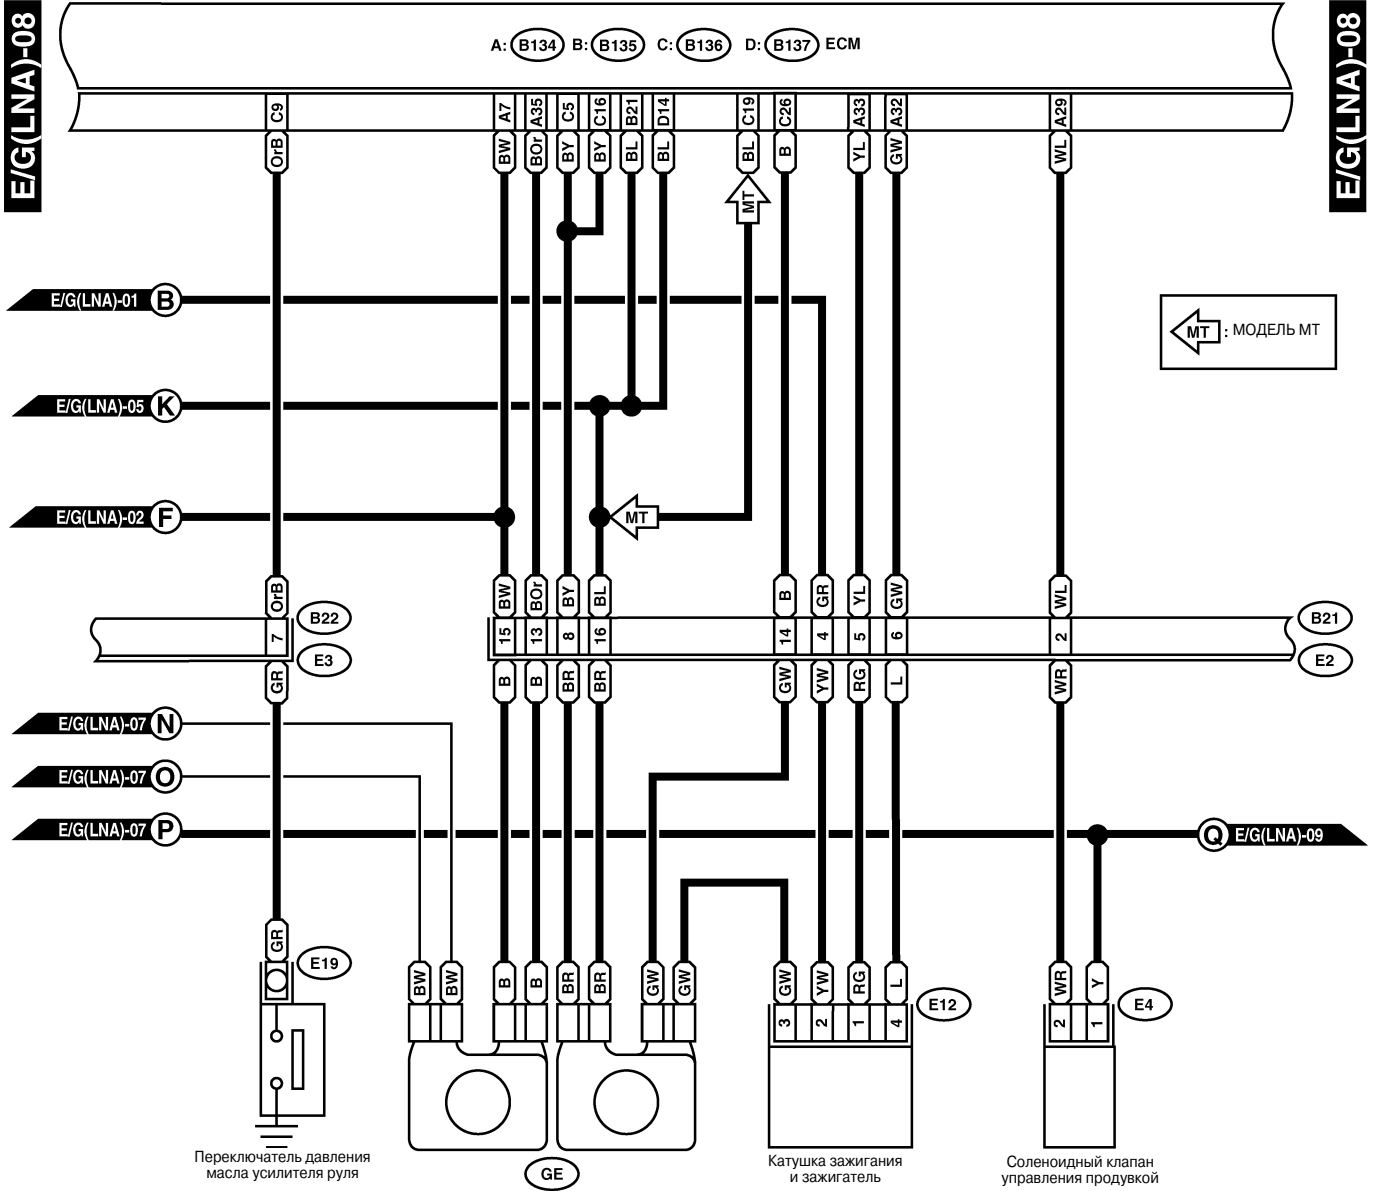 E/G(LNA)-08
E/G(LNA)-08
A: B134 B: B135 C: B136 D: B137 ECM
C9 A7 A35 C5 C16 B21 D14 C19 C26 A33 A32 A29
OrB BW BOr BY BY BL BL BL B YL GW WL
MT
E/G(LNA)-01 B
MT : МОДЕЛЬ МТ
E/G(LNA)-05 K
E/G(LNA)-02 F
MT
OrB BW BOr BY BL B GR YL GW WL
B22 B21
7 15 13 8 16 14 4 5 6 2
E3 E2
GR B B BR BR GW YW RG L WR
E/G(LNA)-07 N
E/G(LNA)-07 O
E/G(LNA)-07 P
Q E/G(LNA)-09
GR
E19
BW BW B B BR BR GW GW GW YW RG L WR Y
3 2 1 4 E12 2 1 E4
Переключатель давления
масла усилителя руля
GE
Катушка зажигания
и зажигатель
Соленоидный клапан
управления продувкой